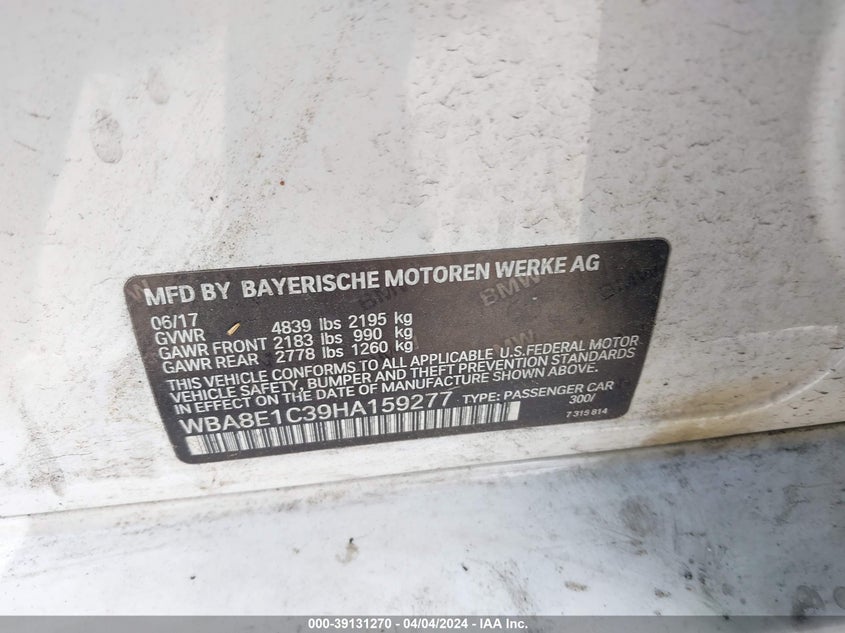 MFD BY BAYERISCHE MOTOREN WERKE AG
06/17
GVWR 4839 lbs 2195 kg
GAWR FRONT 2183 lbs 990 kg
GAWR REAR 2778 lbs 1260 kg
THIS VEHICLE CONFORMS TO ALL APPLICABLE U.S. FEDERAL MOTOR
VEHICLE SAFETY, BUMPER AND THEFT PREVENTION STANDARDS
IN EFFECT ON THE DATE OF MANUFACTURE SHOWN ABOVE.
WBA8E1C39HA159277 TYPE: PASSENGER CAR
300/
7 315 814
000-39131270 - 04/04/2024 - IAA Inc.